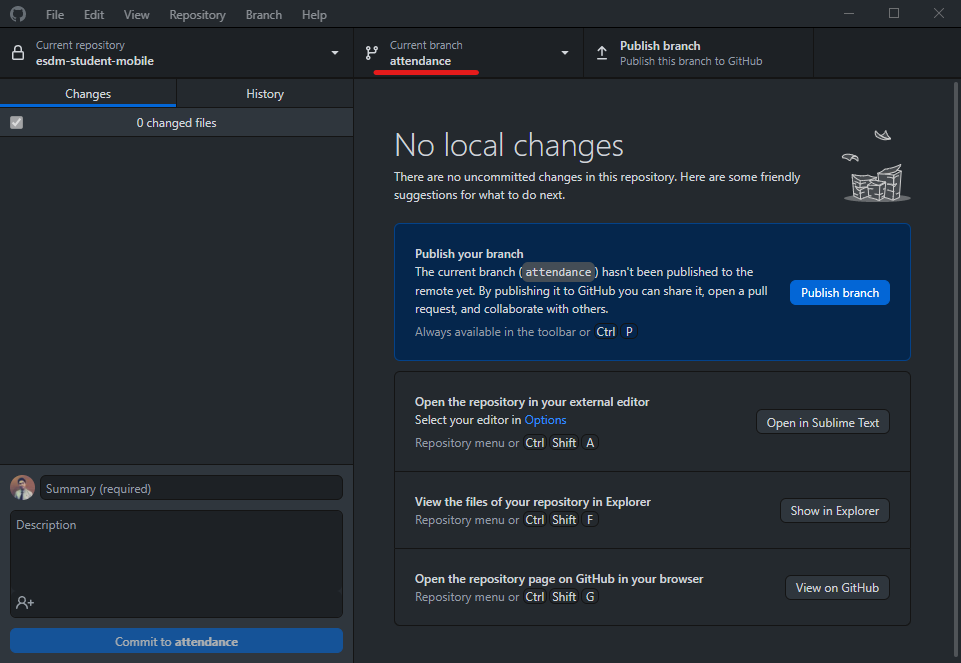 File Edit View Repository Branch Help
Current repository
esdm-student-mobile
Current branch
attendance
Publish branch
Publish this branch to GitHub
Changes History
0 changed files
No local changes
There are no uncommitted changes in this repository. Here are some friendly
suggestions for what to do next.
Publish your branch
The current branch (attendance) hasn't been published to the
remote yet. By publishing it to GitHub you can share it, open a pull
request, and collaborate with others.
Always available in the toolbar or Ctrl P
Publish branch
Open the repository in your external editor
Select your editor in Options
Repository menu or Ctrl Shift A
Open in Sublime Text
View the files of your repository in Explorer
Repository menu or Ctrl Shift F
Show in Explorer
Open the repository page on GitHub in your browser
Repository menu or Ctrl Shift G
View on GitHub
Summary (required)
Description
Commit to attendance